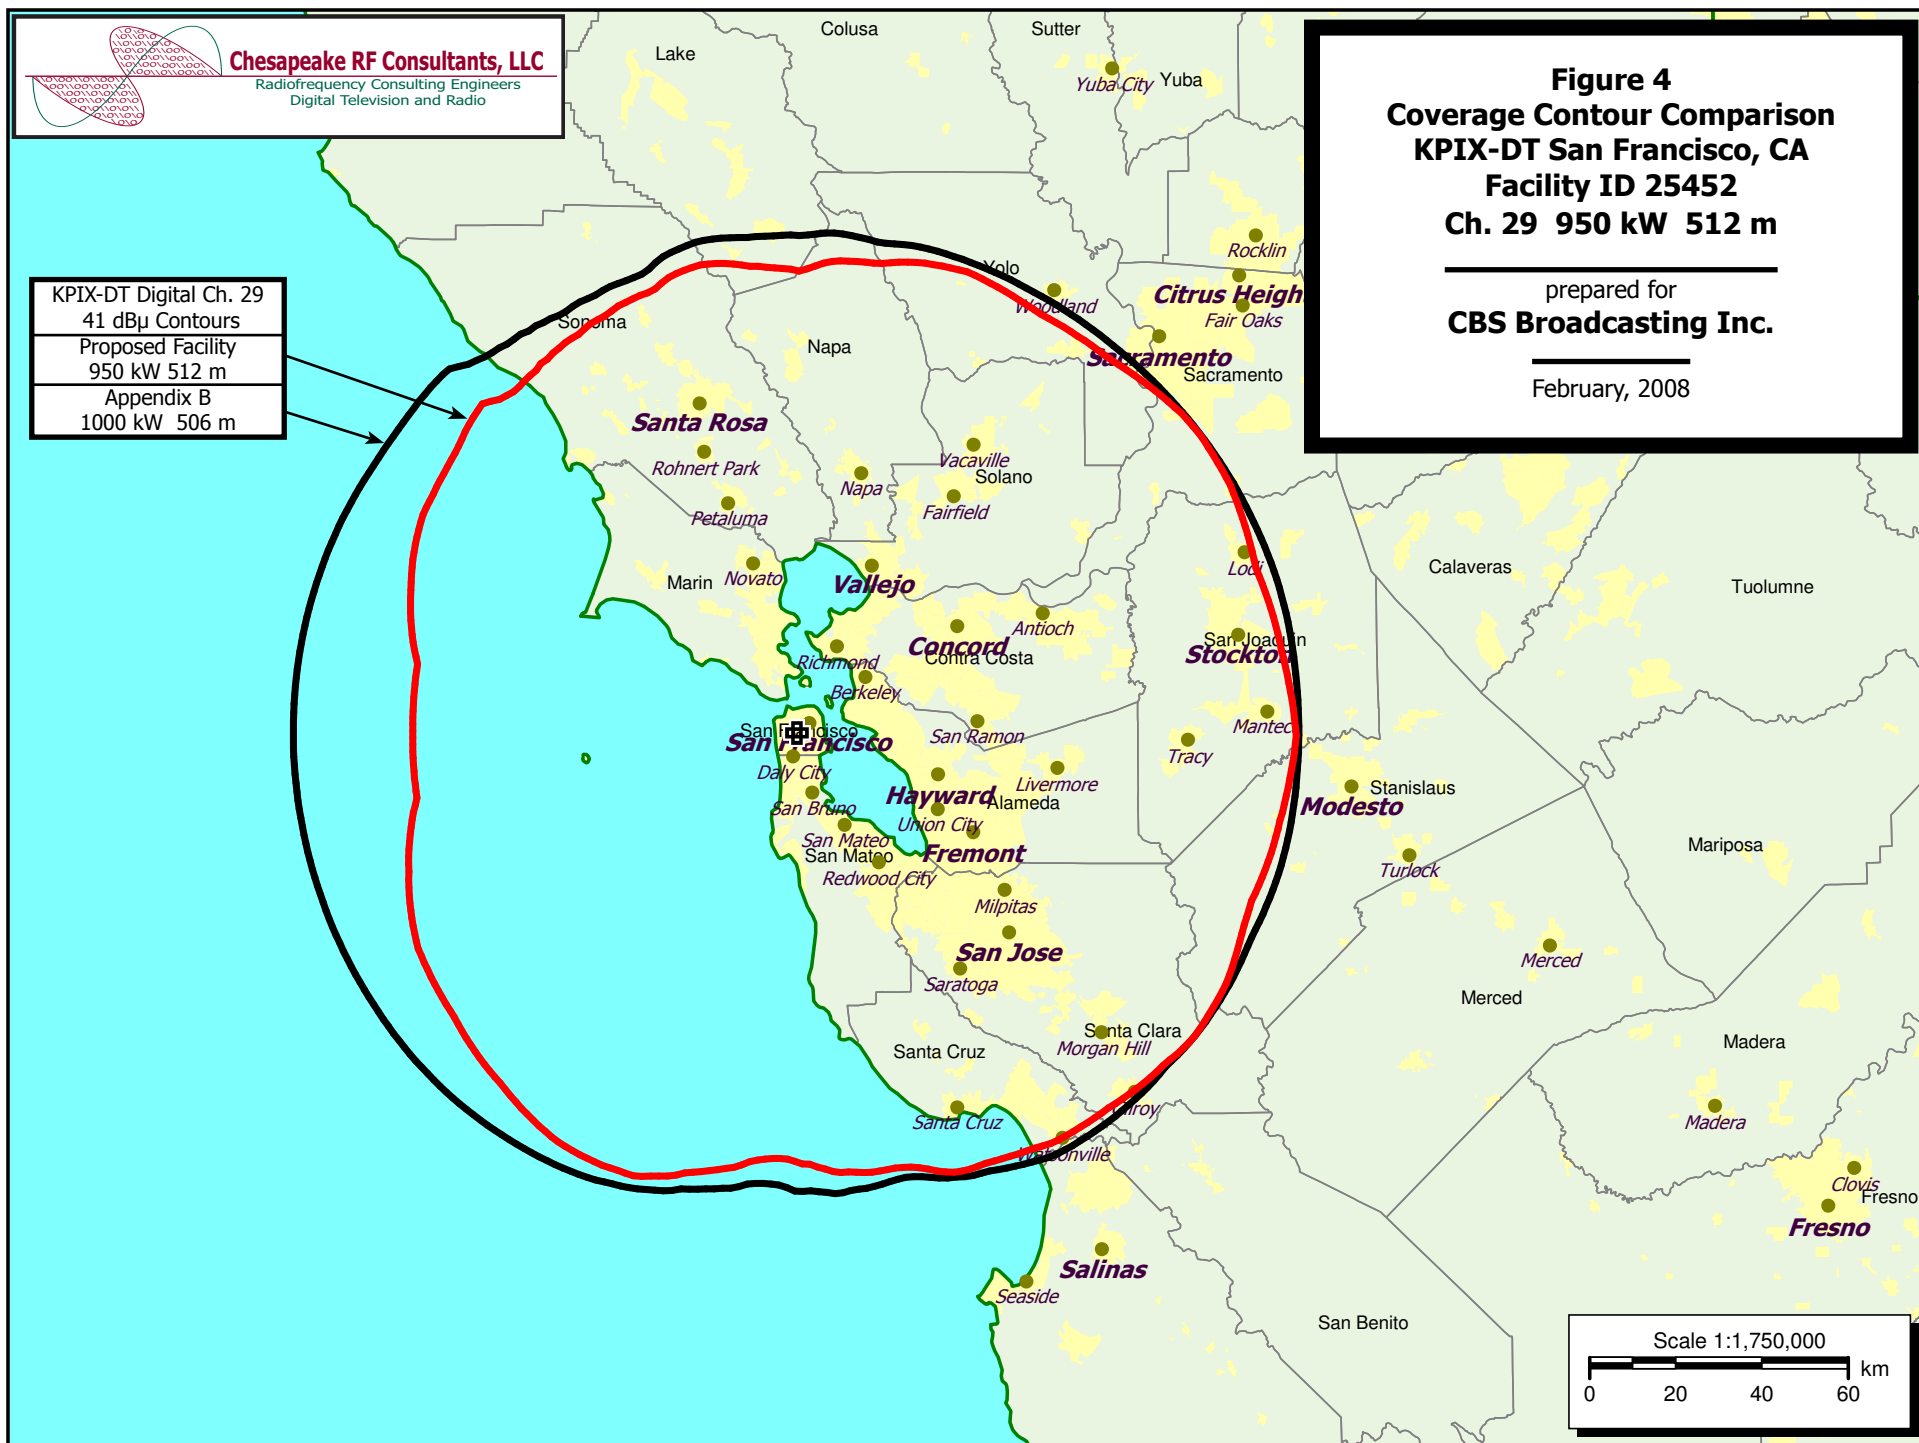 Chesapeake RF Consultants, LLC
Radiofrequency Consulting Engineers
Digital Television and Radio
Figure 4
Coverage Contour Comparison
KPIX-DT San Francisco, CA
Facility ID 25452
Ch. 29 950 kW 512 m
prepared for
CBS Broadcasting Inc.
February, 2008
KPIX-DT Digital Ch. 29
41 dBµ Contours
Proposed Facility
950 kW 512 m
Appendix B
1000 kW 506 m
Colusa
Sutter
Lake
Yuba City
Yuba
Rocklin
Yolo
Citrus Heigh
Woodland
Fair Oaks
Sonoma
Napa
Sacramento
Sacramento
Santa Rosa
Rohnert Park
Vacaville
Solano
Napa
Fairfield
Petaluma
Lodi
Calaveras
Marin
Novato
Vallejo
Tuolumne
Antioch
San Joaquin
Concord
Contra Costa
Stockton
Richmond
Berkeley
San Francisco
San Francisco
San Ramon
Mantec
Tracy
Daly City
Livermore
Stanislaus
Hayward
Alameda
Modesto
San Bruno
Union City
San Mateo
San Mateo
Fremont
Mariposa
Redwood City
Turlock
Milpitas
San Jose
Merced
Saratoga
Merced
Santa Clara
Morgan Hill
Santa Cruz
Madera
Gilroy
Santa Cruz
Madera
Watsonville
Clovis
Fresno
Fresno
Salinas
Seaside
San Benito
Scale 1:1,750,000
km
0 20 40 60